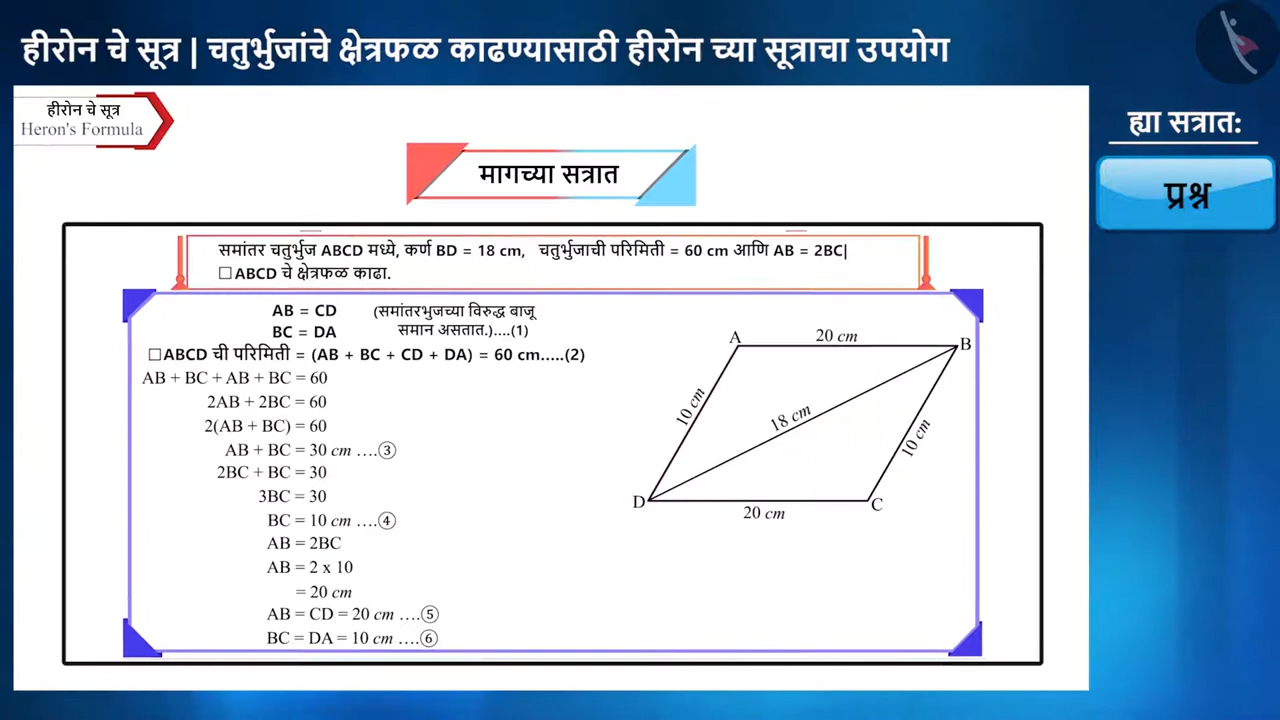 हीरोन चे सूत्र | चतुर्भुजांचे क्षेत्रफळ काढण्यासाठी हीरोन च्या सूत्राचा उपयोग
हीरोन चे सूत्र
Heron's Formula
ह्या सत्रात:
प्रश्न
मागच्या सत्रात
समांतर चतुर्भुज ABCD मध्ये, कर्ण BD = 18 cm, चतुर्भुजाची परिमिती = 60 cm आणि AB = 2BC|
□ABCD चे क्षेत्रफळ काढा.
AB = CD (समांतरभुजच्या विरुद्ध बाजू
BC = DA समान असतात.)....(1)
□ABCD ची परिमिती = (AB + BC + CD + DA) = 60 cm.....(2)
AB + BC + AB + BC = 60
2AB + 2BC = 60
2(AB + BC) = 60
AB + BC = 30 cm ....③
2BC + BC = 30
3BC = 30
BC = 10 cm ....④
AB = 2BC
AB = 2 x 10
= 20 cm
AB = CD = 20 cm ....⑤
BC = DA = 10 cm ....⑥
A
20 cm
B
10 cm
18 cm
10 cm
D
20 cm
C